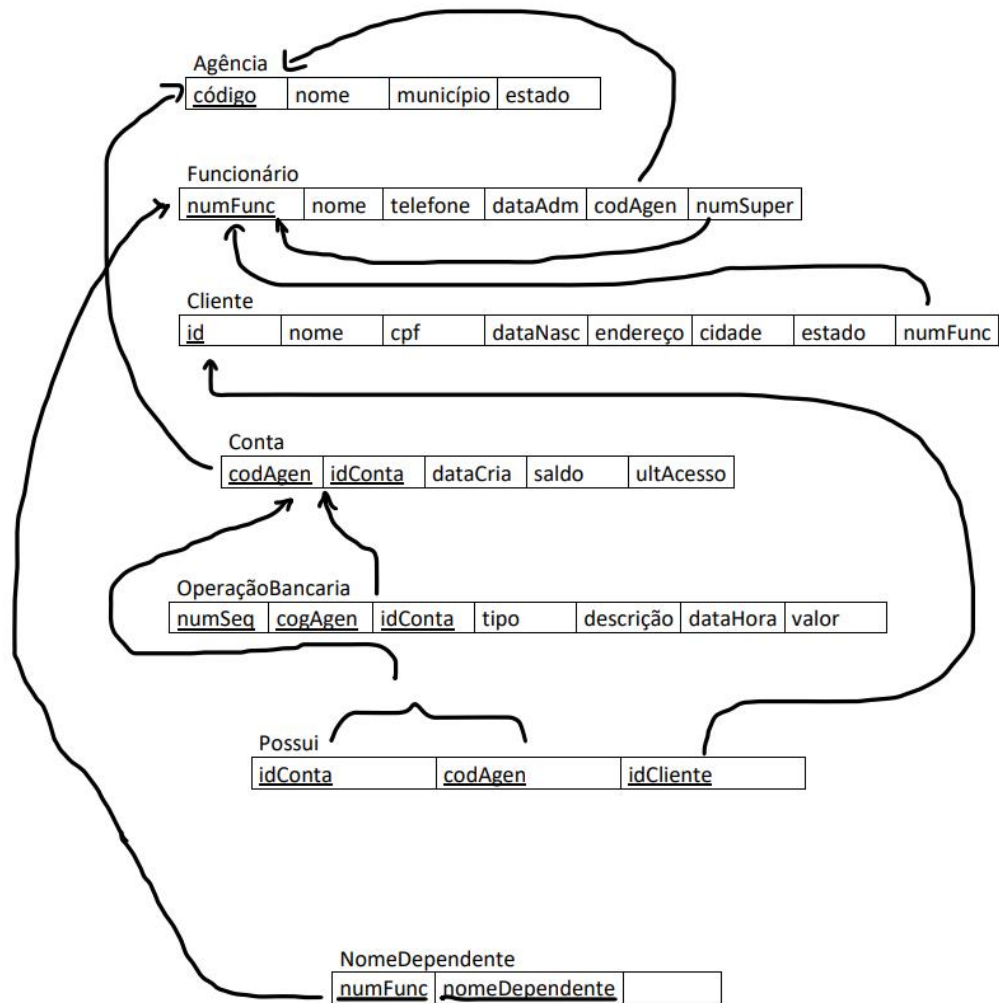 Agência
código nome município estado
Funcionário
numFunc nome telefone dataAdm codAgen numSuper
Cliente
id nome cpf dataNasc endereço cidade estado numFunc
Conta
codAgen idConta dataCria saldo ultAcesso
OperaçãoBancaria
numSeq cogAgen idConta tipo descrição dataHora valor
Possui
idConta codAgen idCliente
NomeDependente
numFunc nomeDependente